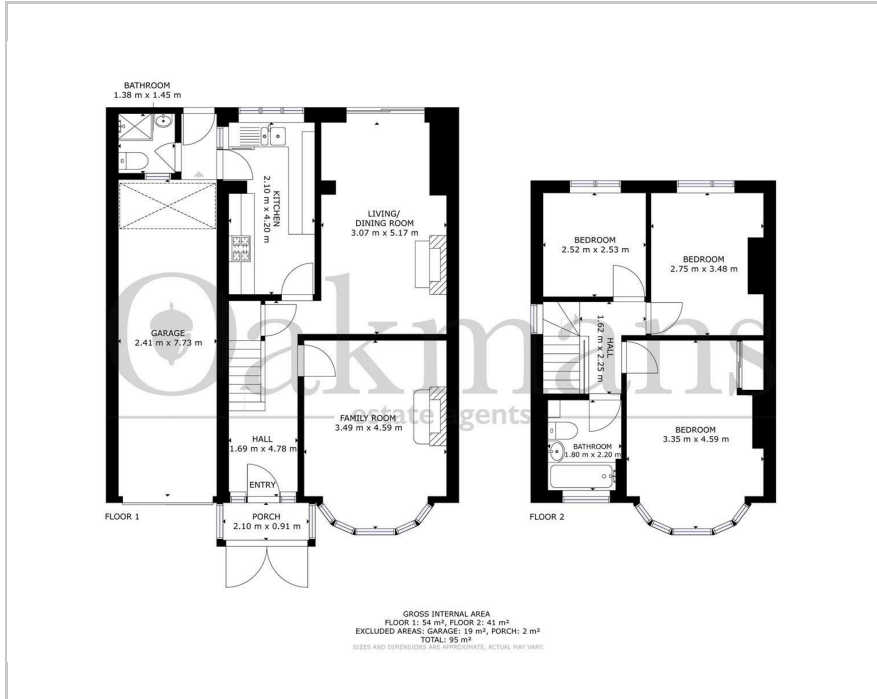 BATHROOM
1.38 m x 1.45 m
KITCHEN
2.10 m x 4.20 m
LIVING/
DINING ROOM
3.07 m x 5.17 m
BEDROOM
2.52 m x 2.53 m
BEDROOM
2.75 m x 3.48 m
GARAGE
2.41 m x 7.73 m
HALL
1.62 m x 2.25 m
Oakmans
estate agents
FAMILY ROOM
3.49 m x 4.59 m
BEDROOM
3.35 m x 4.59 m
HALL
1.69 m x 4.78 m
BATHROOM
1.80 m x 2.20 m
ENTRY
PORCH
2.10 m x 0.91 m
FLOOR 1
FLOOR 2
GROSS INTERNAL AREA
FLOOR 1: 54 m², FLOOR 2: 41 m²
EXCLUDED AREAS: GARAGE: 19 m², PORCH: 2 m²
TOTAL: 95 m²
SIZES AND DIMENSIONS ARE APPROXIMATE, ACTUAL MAY VARY.